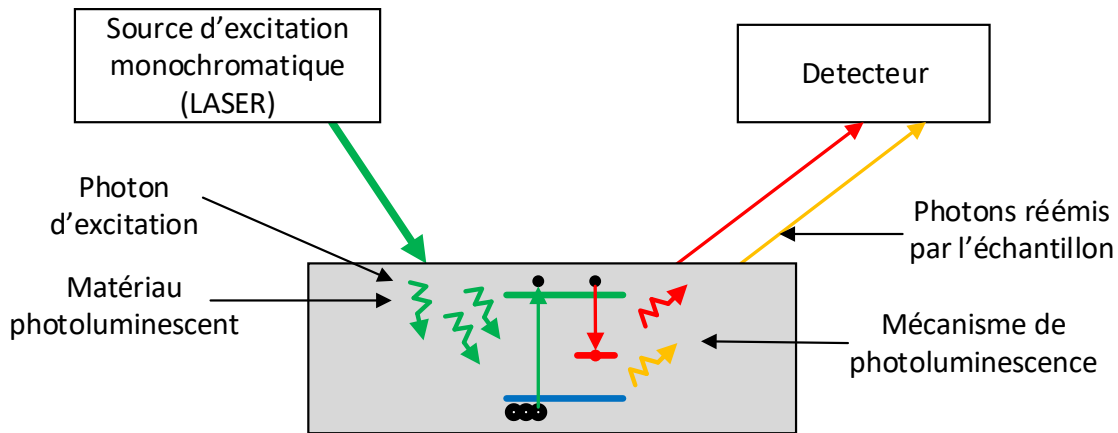 Source d’excitation
monochromatique
(LASER)
Detecteur
Photon
d’excitation
Photons réémis
par l’échantillon
Matériau
photoluminescent
Mécanisme de
photoluminescence